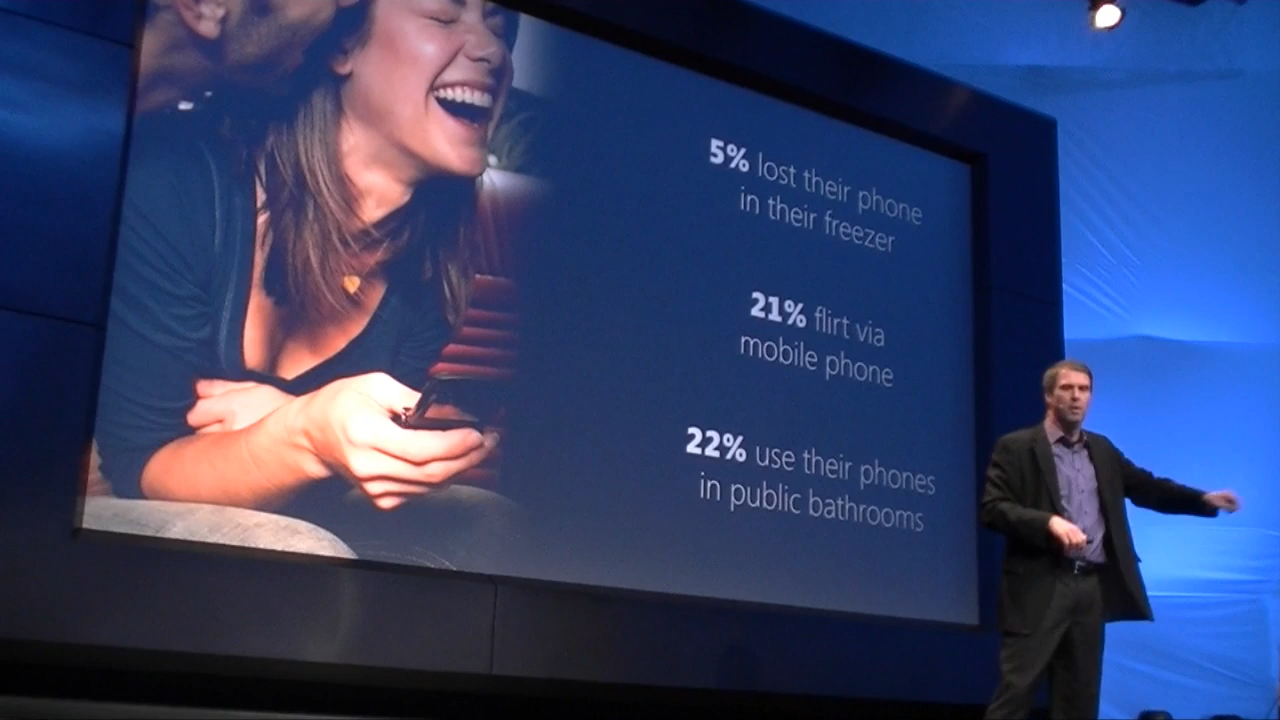 5% lost their phone
in their freezer
21% flirt via
mobile phone
22% use their phones
in public bathrooms